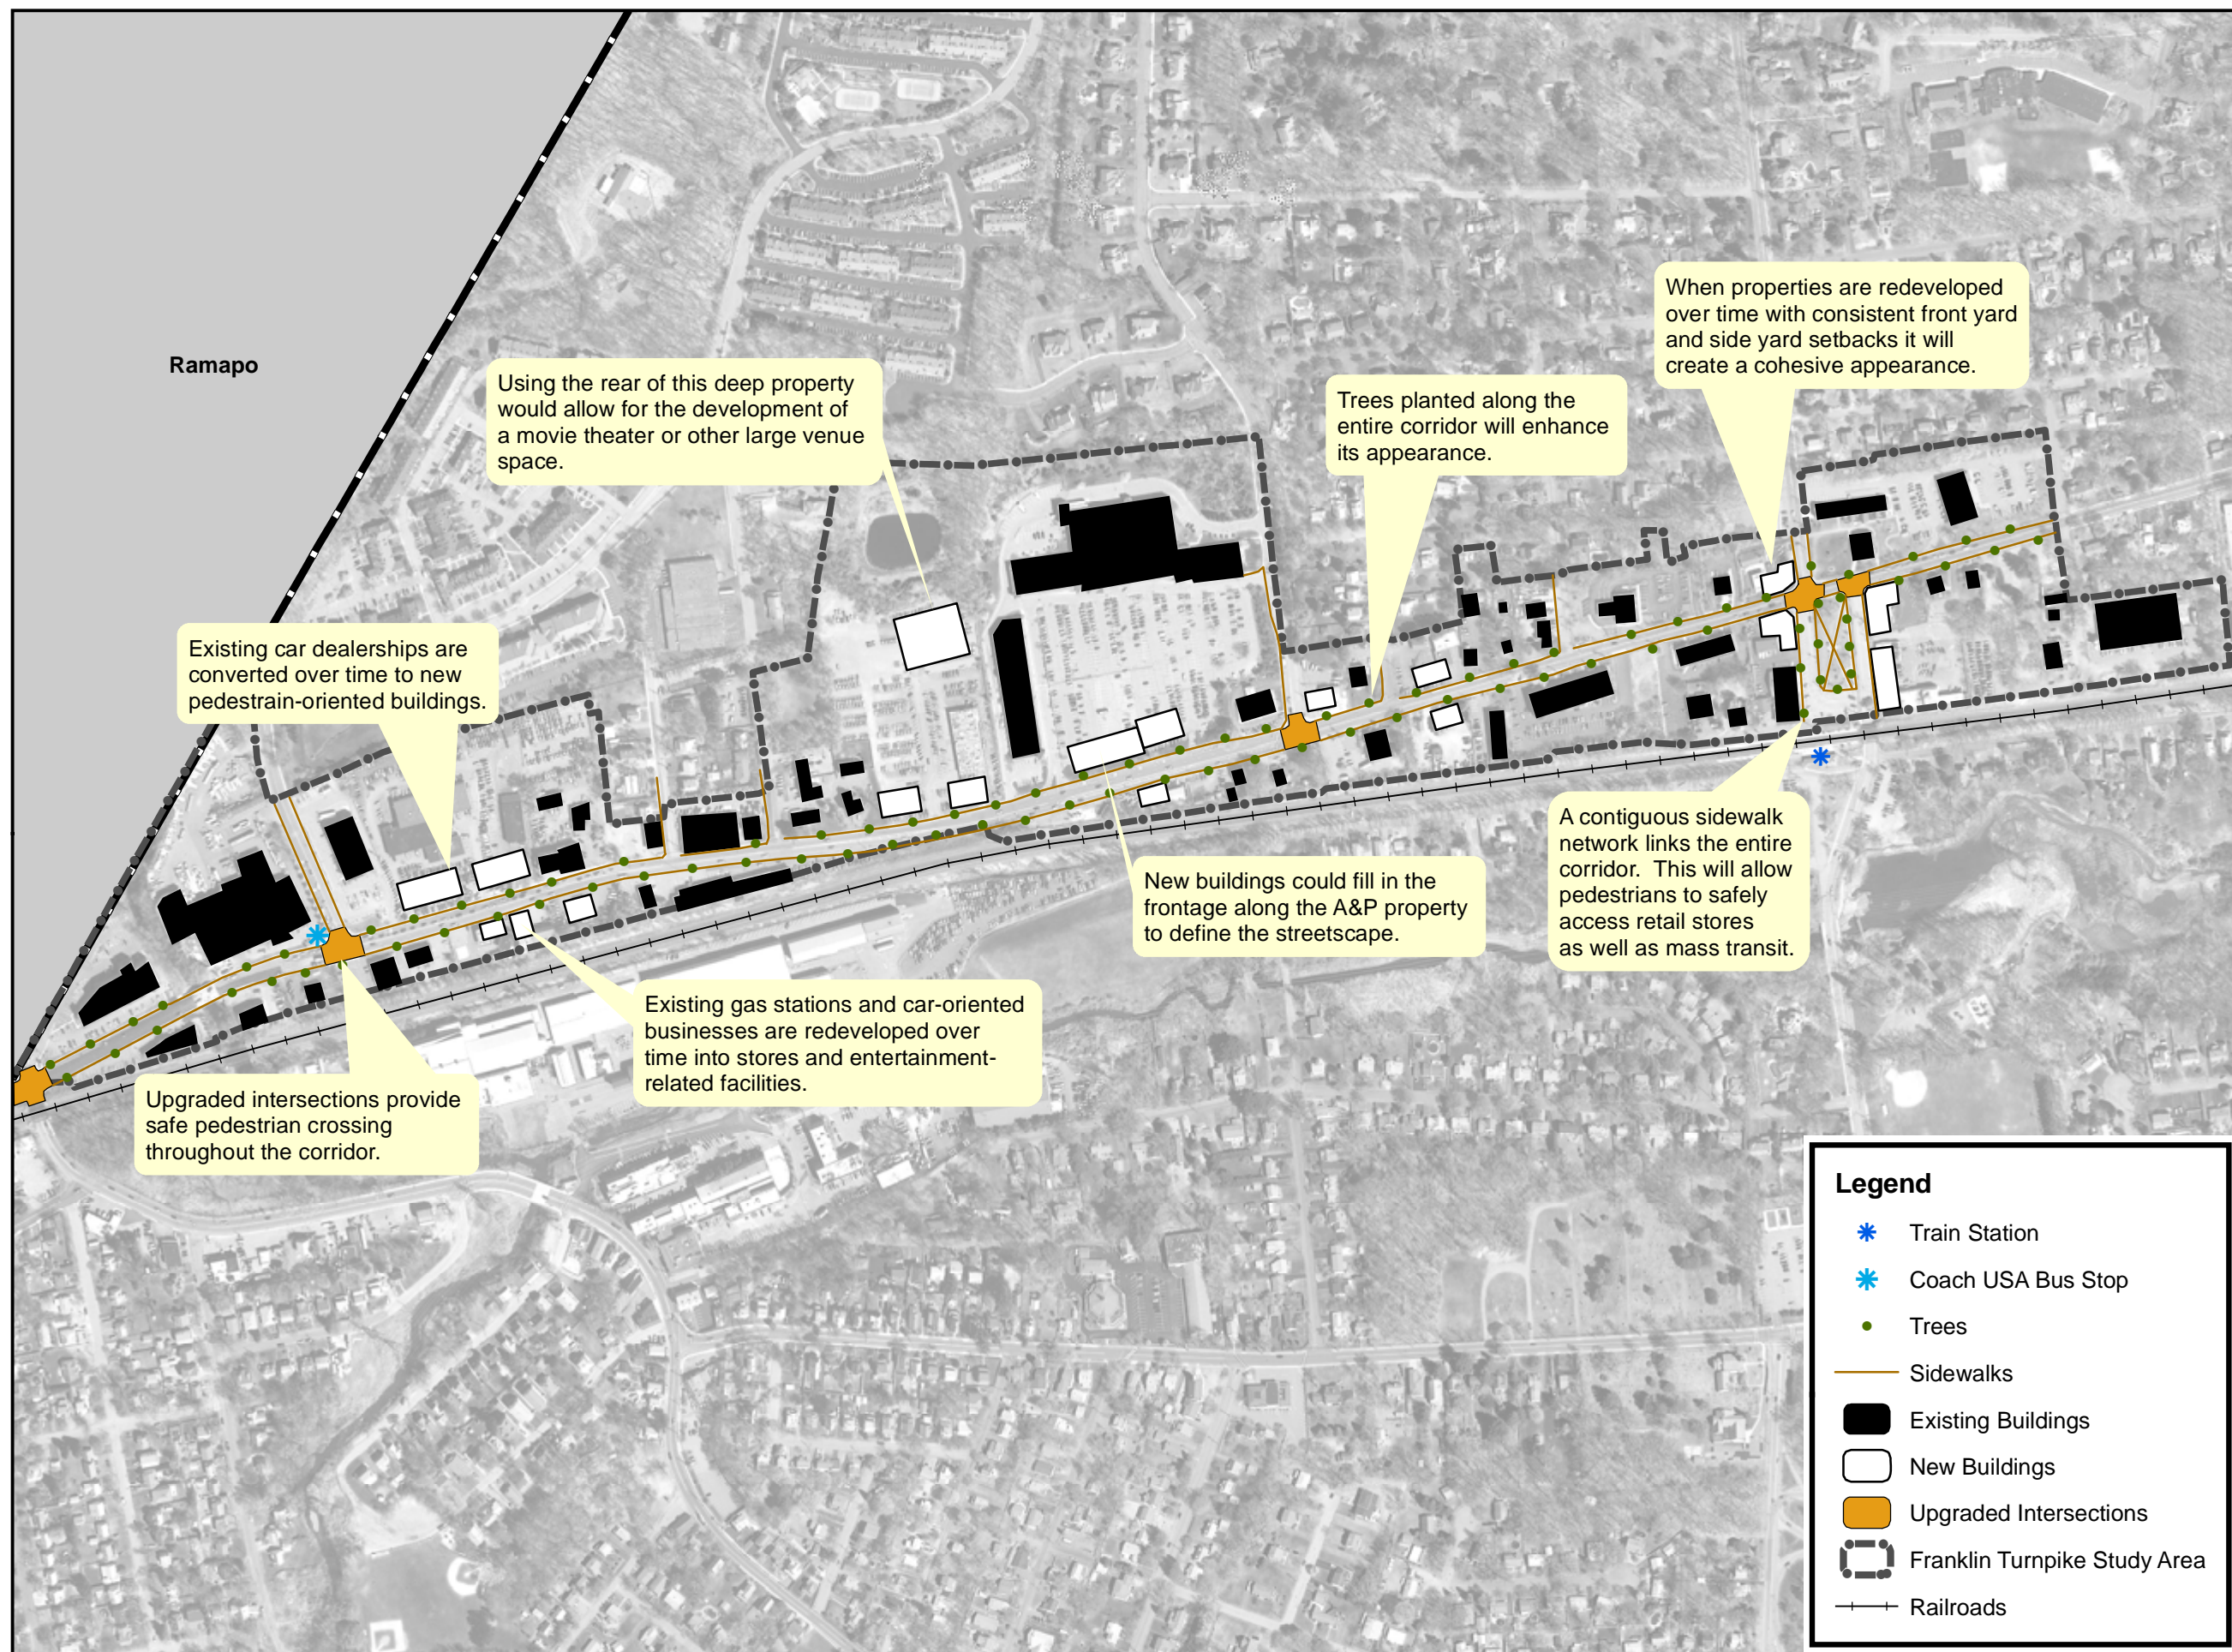 Ramapo
When properties are redeveloped
over time with consistent front yard
and side yard setbacks it will
create a cohesive appearance.
Using the rear of this deep property
would allow for the development of
a movie theater or other large venue
space.
Trees planted along the
entire corridor will enhance
its appearance.
Existing car dealerships are
converted over time to new
pedestrain-oriented buildings.
A contiguous sidewalk
network links the entire
corridor.  This will allow
pedestrians to safely
access retail stores
as well as mass transit.
New buildings could fill in the
frontage along the A&P property
to define the streetscape.
Existing gas stations and car-oriented
businesses are redeveloped over
time into stores and entertainment-
related facilities.
Upgraded intersections provide
safe pedestrian crossing
throughout the corridor.
Legend
Train Station
Coach USA Bus Stop
Trees
Sidewalks
Existing Buildings
New Buildings
Upgraded Intersections
Franklin Turnpike Study Area
Railroads